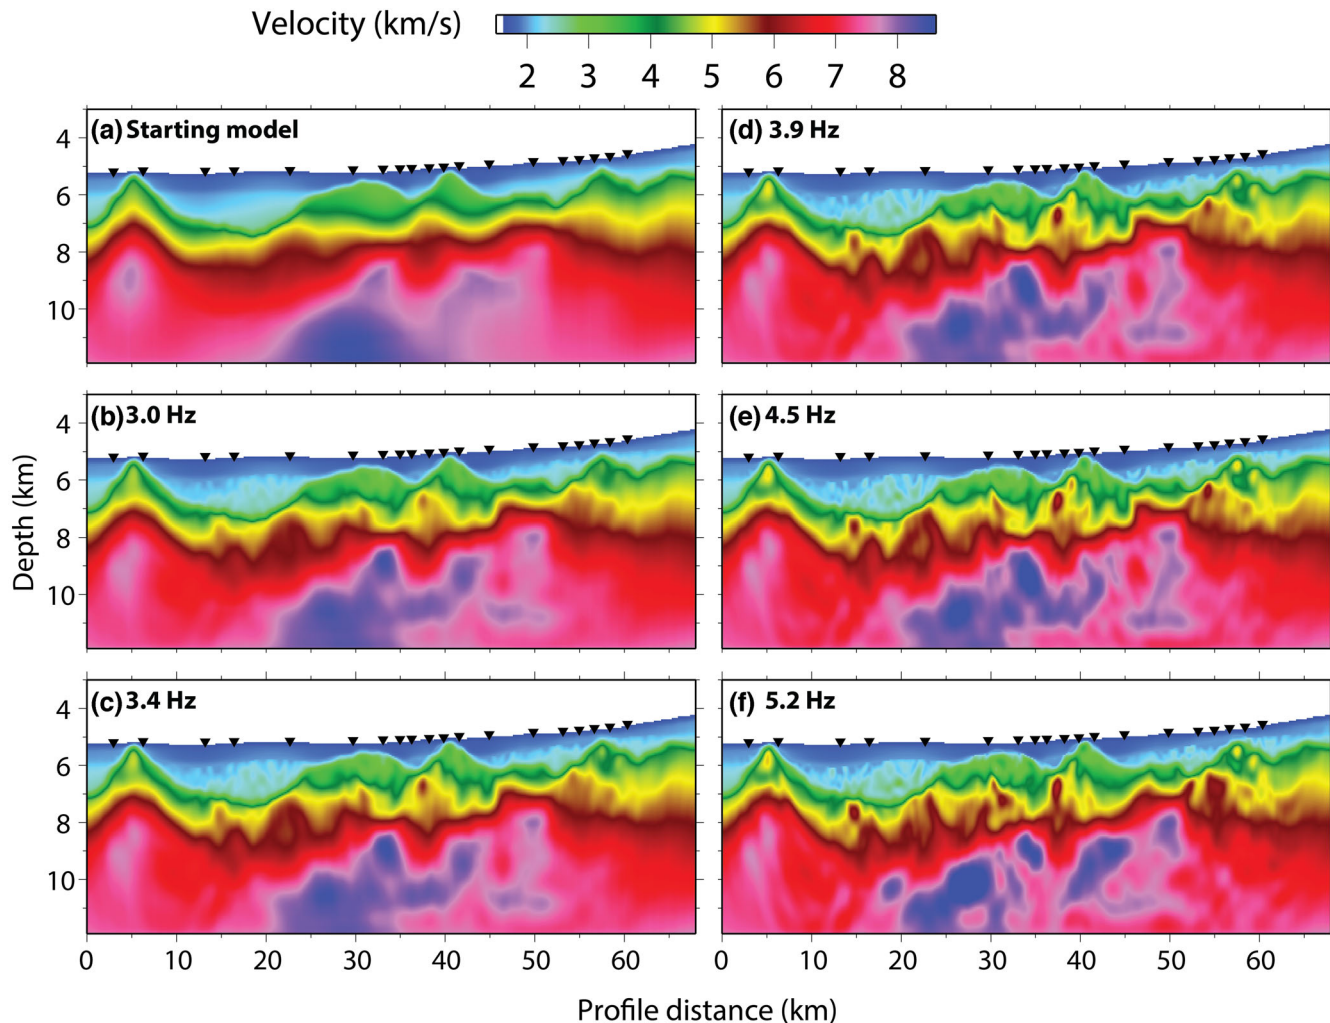 Velocity (km/s)
2 3 4 5 6 7 8
(a) Starting model
4
6
8
10
(d) 3.9 Hz
(b) 3.0 Hz
4
6
8
10
(e) 4.5 Hz
Depth (km)
(c) 3.4 Hz
4
6
8
10
(f) 5.2 Hz
0 10 20 30 40 50 60
0 10 20 30 40 50 60
Profile distance (km)